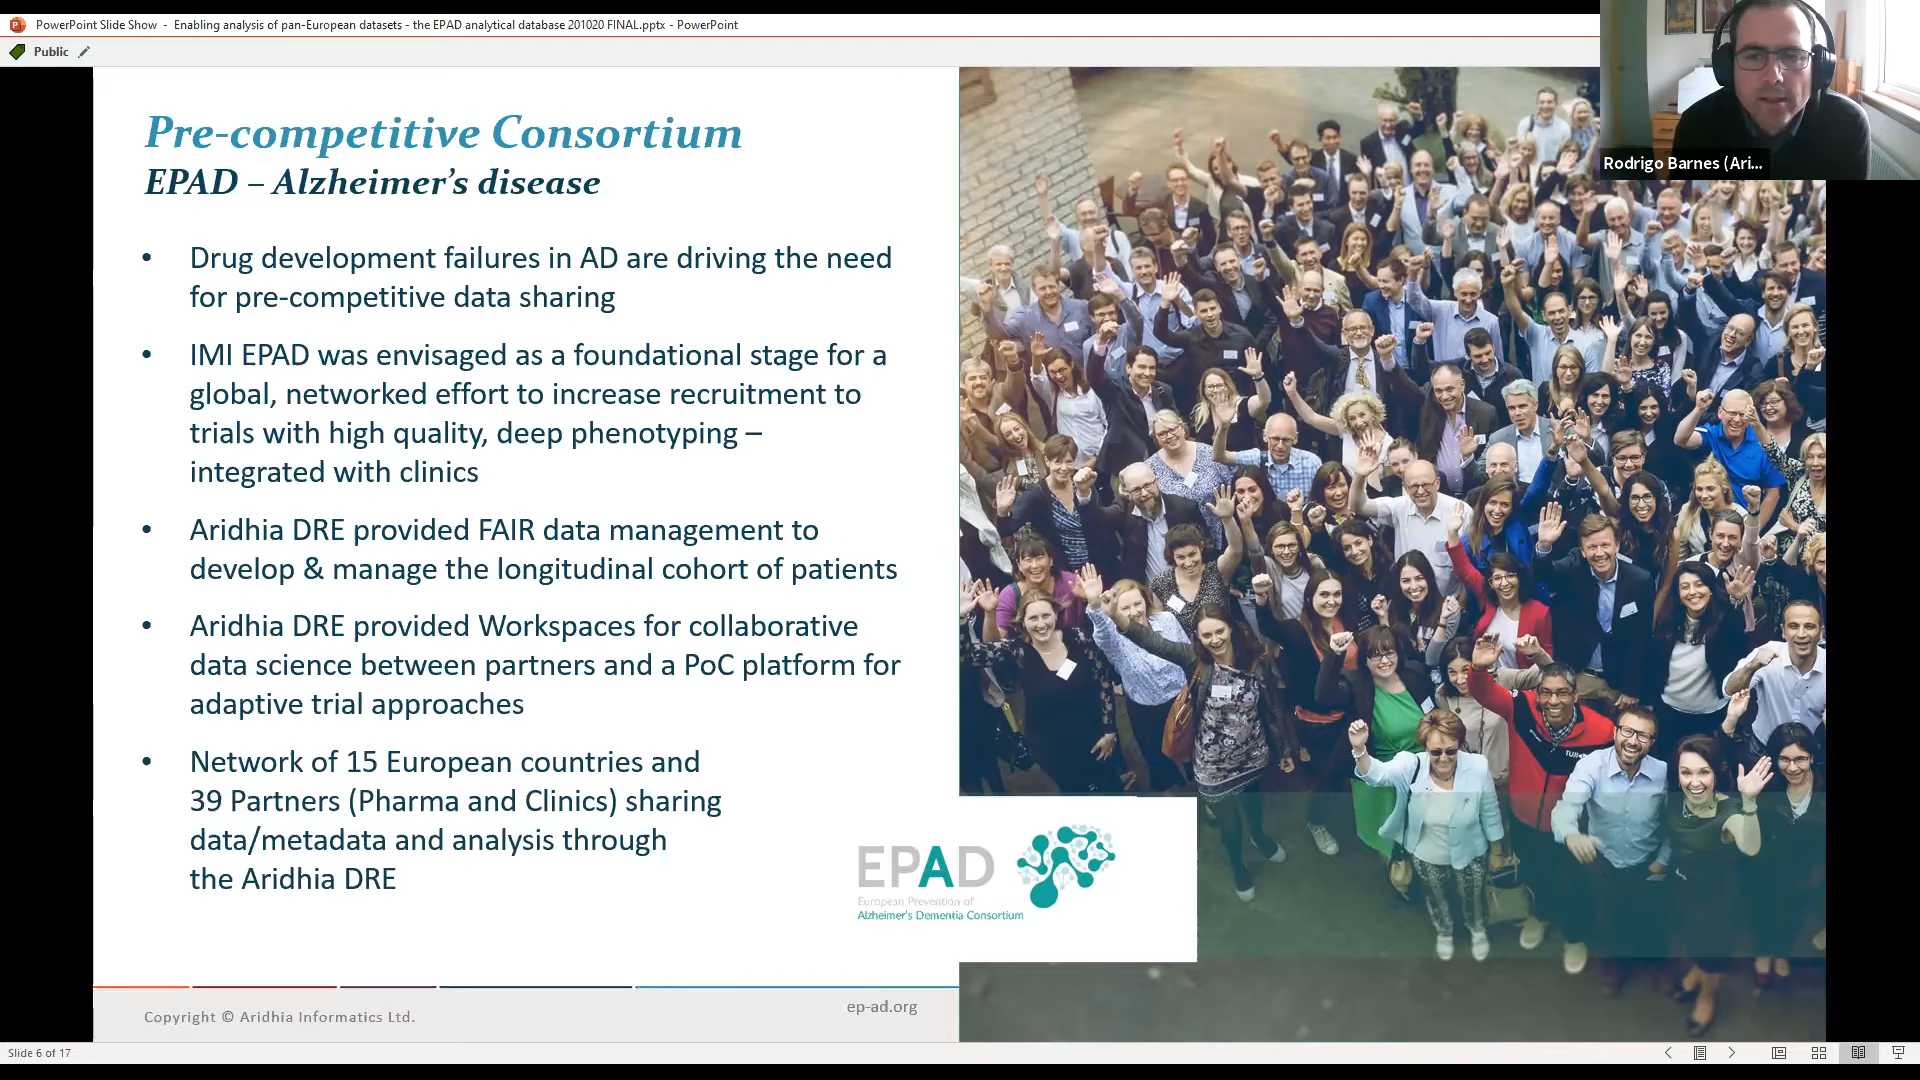 PowerPoint Slide Show - Enabling analysis of pan-European datasets - the EPAD analytical database 201020 FINAL.pptx - PowerPoint
Public
Rodrigo Barnes (Ari...
Pre-competitive Consortium
EPAD – Alzheimer's disease
• Drug development failures in AD are driving the need
for pre-competitive data sharing
• IMI EPAD was envisaged as a foundational stage for a
global, networked effort to increase recruitment to
trials with high quality, deep phenotyping –
integrated with clinics
• Aridhia DRE provided FAIR data management to
develop & manage the longitudinal cohort of patients
• Aridhia DRE provided Workspaces for collaborative
data science between partners and a PoC platform for
adaptive trial approaches
• Network of 15 European countries and
39 Partners (Pharma and Clinics) sharing
data/metadata and analysis through
the Aridhia DRE
EPAD
European Prevention of
Alzheimer's Dementia Consortium
ep-ad.org
Copyright © Aridhia Informatics Ltd.
Slide 6 of 17